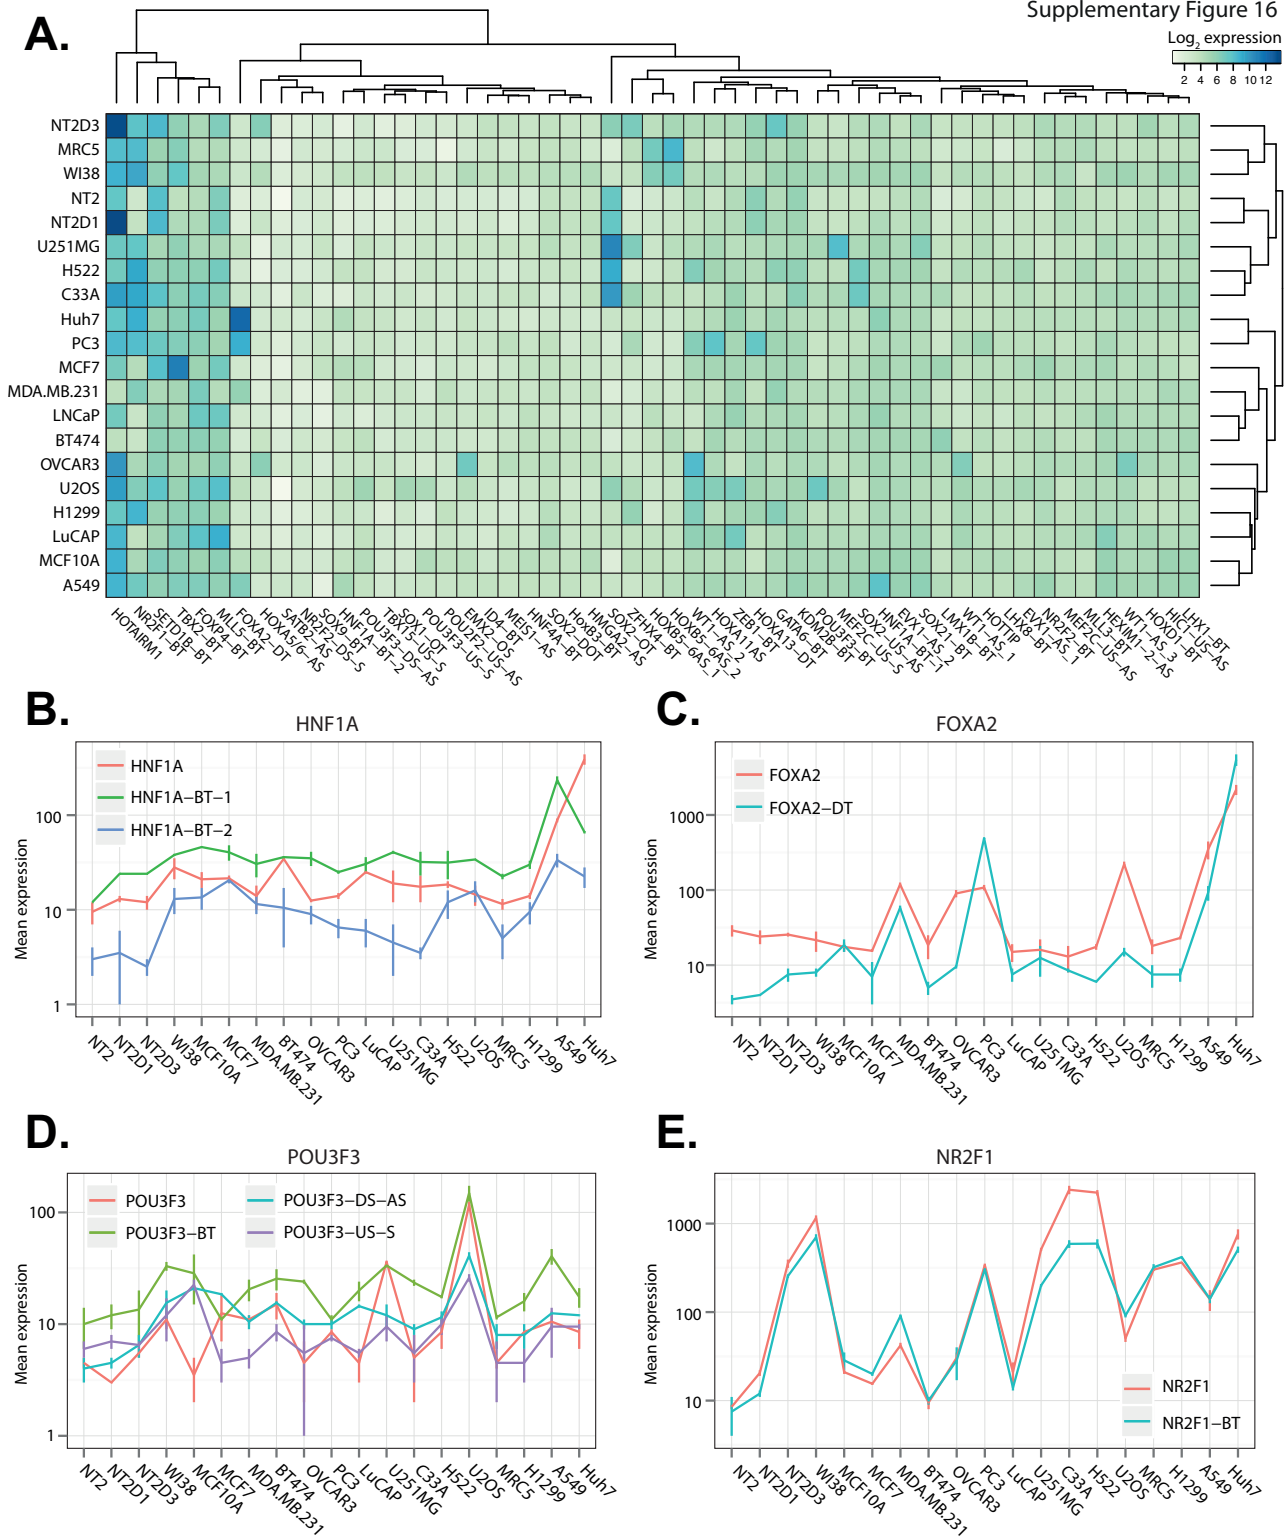 Supplementary Figure 16
A.
Log2 expression
2 4 6 8 10 12
NT2D3
MRC5
WI38
NT2
NT2D1
U251MG
H522
C33A
Huh7
PC3
MCF7
MDA.MB.231
LNCaP
BT474
OVCAR3
U2OS
H1299
LuCAP
MCF10A
A549
HOTAIRM1
NR2F1−BT
SETD1B−BT
TBX2−BT
FOXP4−BT
MLL5−BT
FOXA2−DT
HOXA5/6−AS
SATB2−AS
NR2F2−DS−S
SOX9−BT
HNF1A−BT−2
POU3F3−DS−AS
TBX15−US−S
SOX1−OT
POU3F3−US−S
POU2F2−US−AS
EMX2−OS
ID4−BT
MEIS1−AS
HNF4A−BT
SOX2−DOT
HoxB3−BT
HMGA2−AS
SOX2−OT
ZFHX4−BT
HOXB5−6AS_1
HOXB5−6AS_2
WT1−AS_2
HOXA11AS
ZEB1−BT
HOXA13−DT
GATA6−BT
KDM2B−BT
POU3F3−BT
MEF2C−US−S
SOX2−US−AS
HNF1A−BT−1
EVX1−AS_2
SOX21−BT
LMX1B−BT
WT1−AS_1
HOTTIP
LHX8−BT
EVX1−AS_1
NR2F2−BT
MEF2C−US−AS
MLL3−BT
HEXIM1−2−AS
WT1−AS_3
HOXD1−BT
HIC1−US−AS
LHX1−BT
B.
HNF1A
HNF1A
HNF1A−BT−1
HNF1A−BT−2
Mean expression
100
10
1
NT2
NT2D1
NT2D3
WI38
MCF10A
MCF7
MDA.MB.231
BT474
OVCAR3
PC3
LuCAP
U251MG
C33A
H522
U2OS
MRC5
H1299
A549
Huh7
C.
FOXA2
FOXA2
FOXA2−DT
Mean expression
1000
100
10
NT2
NT2D1
NT2D3
WI38
MCF10A
MCF7
MDA.MB.231
BT474
OVCAR3
PC3
LuCAP
U251MG
C33A
H522
U2OS
MRC5
H1299
A549
Huh7
D.
POU3F3
POU3F3
POU3F3−BT
POU3F3−DS−AS
POU3F3−US−S
Mean expression
100
10
1
NT2
NT2D1
NT2D3
WI38
MCF10A
MCF7
MDA.MB.231
BT474
OVCAR3
PC3
LuCAP
U251MG
C33A
H522
U2OS
MRC5
H1299
A549
Huh7
E.
NR2F1
Mean expression
1000
100
10
NR2F1
NR2F1−BT
NT2
NT2D1
NT2D3
WI38
MCF10A
MCF7
MDA.MB.231
BT474
OVCAR3
PC3
LuCAP
U251MG
C33A
H522
U2OS
MRC5
H1299
A549
Huh7